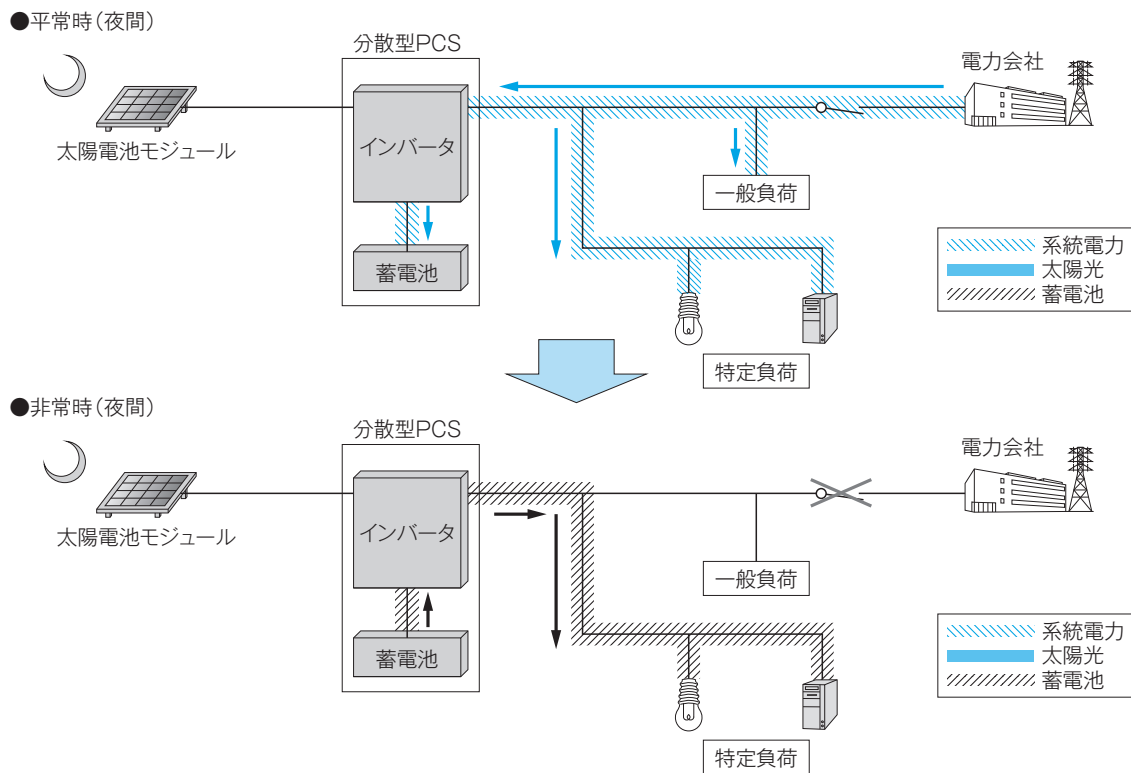 ●平常時(夜間)
分散型PCS
電力会社
太陽電池モジュール
インバータ
一般負荷
蓄電池
系統電力
太陽光
蓄電池
特定負荷
●非常時(夜間)
分散型PCS
電力会社
太陽電池モジュール
インバータ
一般負荷
蓄電池
系統電力
太陽光
蓄電池
特定負荷